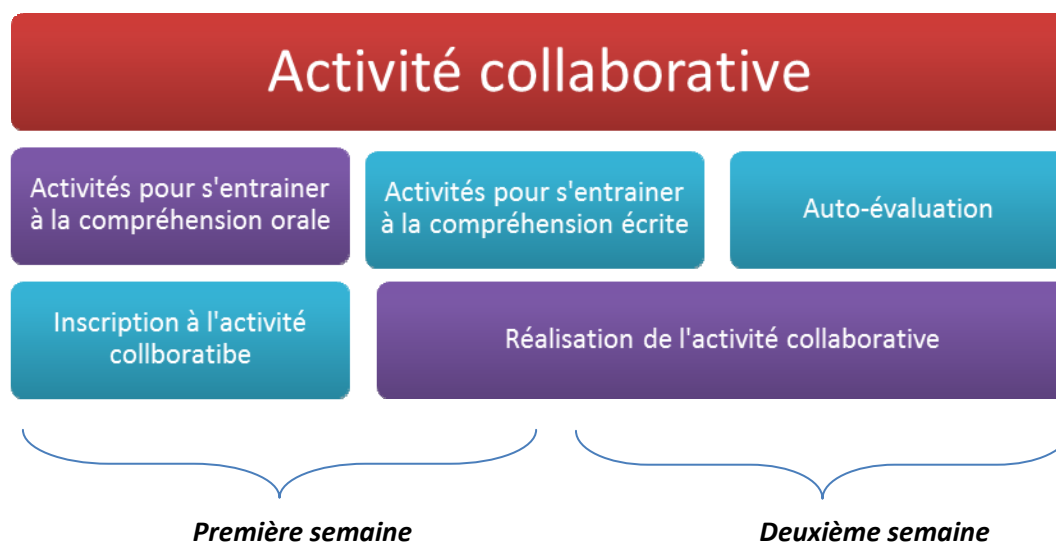 Activité collaborative
Activités pour s'entrainer
à la compréhension orale
Activités pour s'entrainer
à la compréhension écrite
Auto-évaluation
Inscription à l'activité
collboratibe
Réalisation de l'activité collaborative
Première semaine
Deuxième semaine